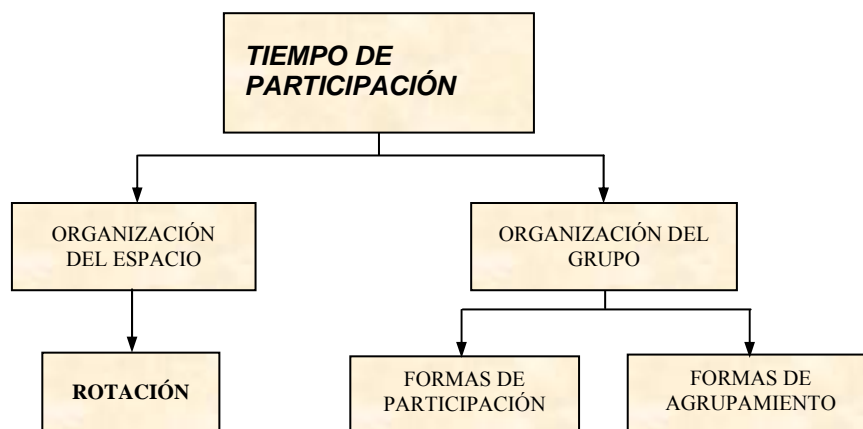 TIEMPO DE
PARTICIPACIÓN
ORGANIZACIÓN
DEL ESPACIO
ORGANIZACIÓN DEL
GRUPO
ROTACIÓN
FORMAS DE
PARTICIPACIÓN
FORMAS DE
AGRUPAMIENTO